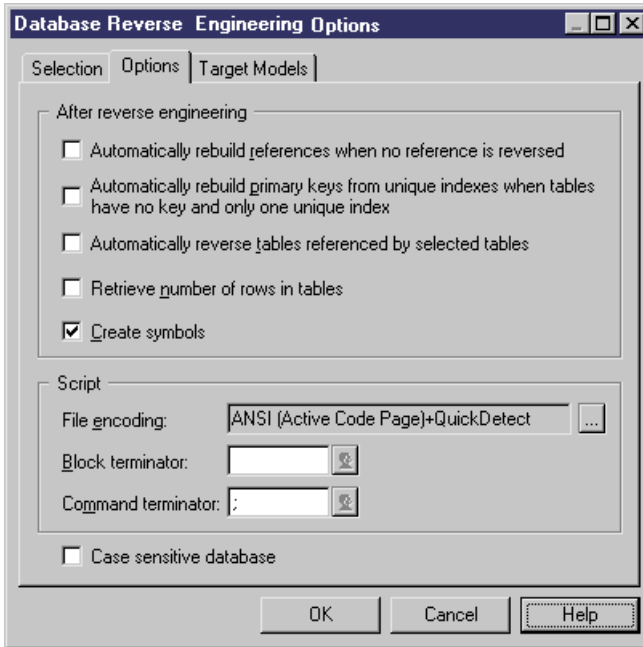 Database Reverse Engineering Options
Selection Options Target Models
After reverse engineering
Automatically rebuild references when no reference is reversed
Automatically rebuild primary keys from unique indexes when tables
have no key and only one unique index
Automatically reverse tables referenced by selected tables
Retrieve number of rows in tables
Create symbols
Script
File encoding: ANSI (Active Code Page)+QuickDetect ...
Block terminator:
Command terminator: ;
Case sensitive database
OK Cancel Help